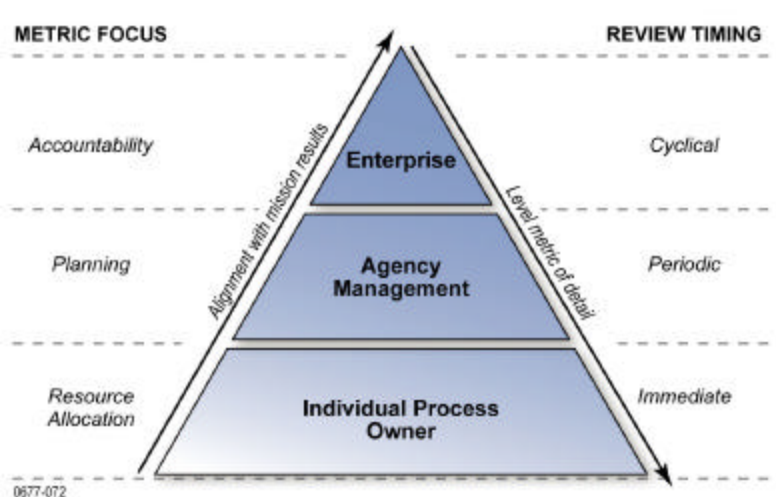 METRIC FOCUS
REVIEW TIMING
Accountability
Enterprise
Cyclical
Alignment with mission results
Level metric of detail
Planning
Agency
Management
Periodic
Resource
Allocation
Individual Process
Owner
Immediate
0677-072